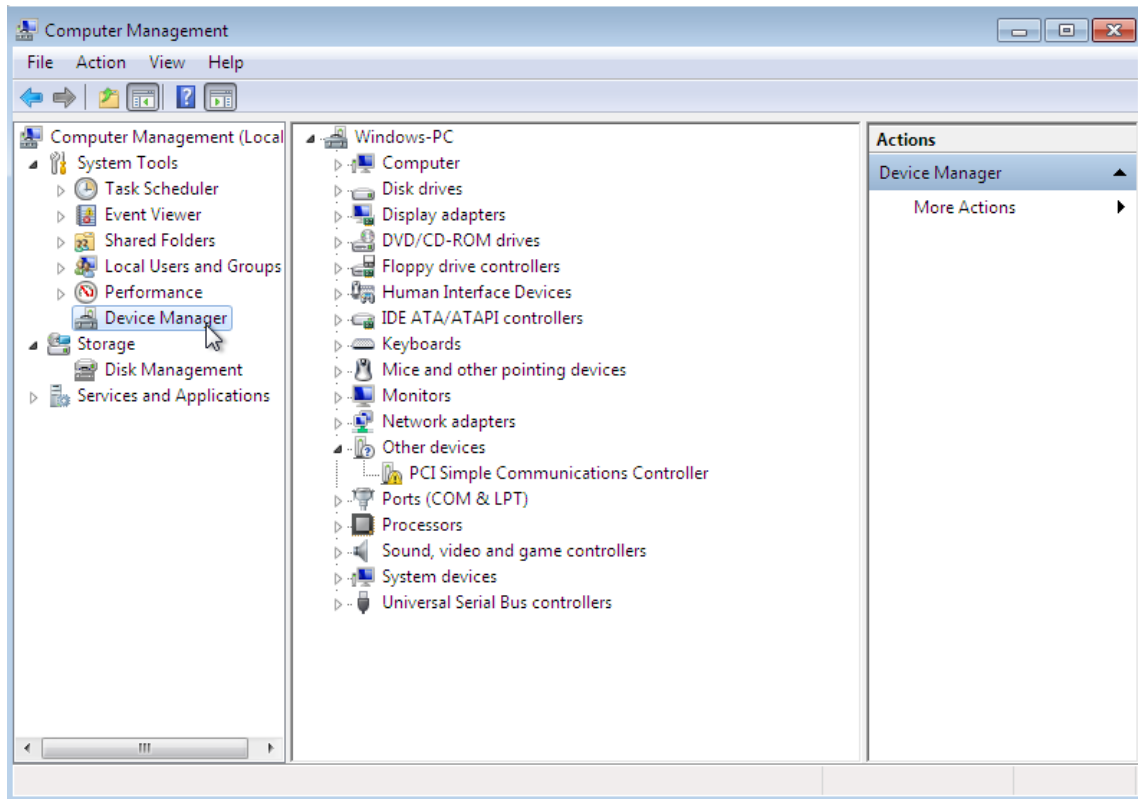 Computer Management
File Action View Help
Computer Management (Local
System Tools
Task Scheduler
Event Viewer
Shared Folders
Local Users and Groups
Performance
Device Manager
Storage
Disk Management
Services and Applications
Windows-PC
Computer
Disk drives
Display adapters
DVD/CD-ROM drives
Floppy drive controllers
Human Interface Devices
IDE ATA/ATAPI controllers
Keyboards
Mice and other pointing devices
Monitors
Network adapters
Other devices
PCI Simple Communications Controller
Ports (COM & LPT)
Processors
Sound, video and game controllers
System devices
Universal Serial Bus controllers
Actions
Device Manager
More Actions